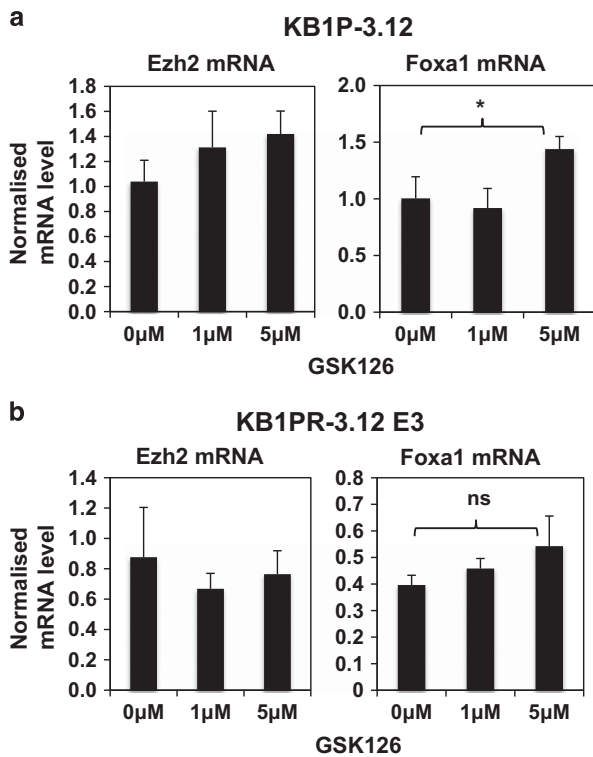 a
KB1P-3.12
Ezh2 mRNA
Normalised
mRNA level
1.8
1.6
1.4
1.2
1.0
0.8
0.6
0.4
0.2
0.0
0µM 1µM 5µM
Foxa1 mRNA
2.0
1.5
1.0
0.5
0.0
*
0µM 1µM 5µM
GSK126
b
KB1PR-3.12 E3
Ezh2 mRNA
Normalised
mRNA level
1.4
1.2
1.0
0.8
0.6
0.4
0.2
0.0
0µM 1µM 5µM
Foxa1 mRNA
0.8
0.7
0.6
0.5
0.4
0.3
0.2
0.1
0
ns
0µM 1µM 5µM
GSK126